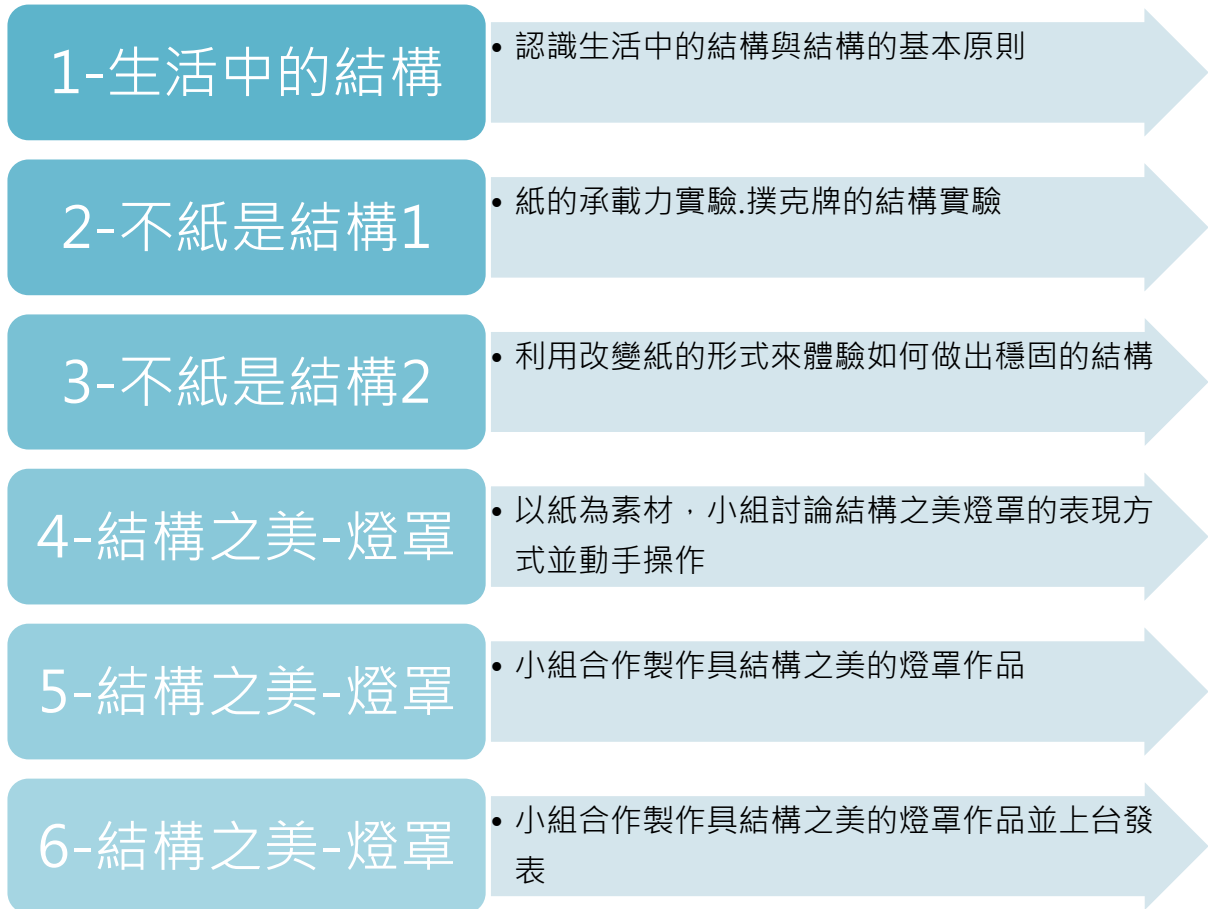 1-生活中的結構
• 認識生活中的結構與結構的基本原則
2-不紙是結構1
• 紙的承載力實驗.撲克牌的結構實驗
3-不紙是結構2
• 利用改變紙的形式來體驗如何做出穩固的結構
4-結構之美-燈罩
• 以紙為素材，小組討論結構之美燈罩的表現方
式並動手操作
5-結構之美-燈罩
• 小組合作製作具結構之美的燈罩作品
6-結構之美-燈罩
• 小組合作製作具結構之美的燈罩作品並上台發
表